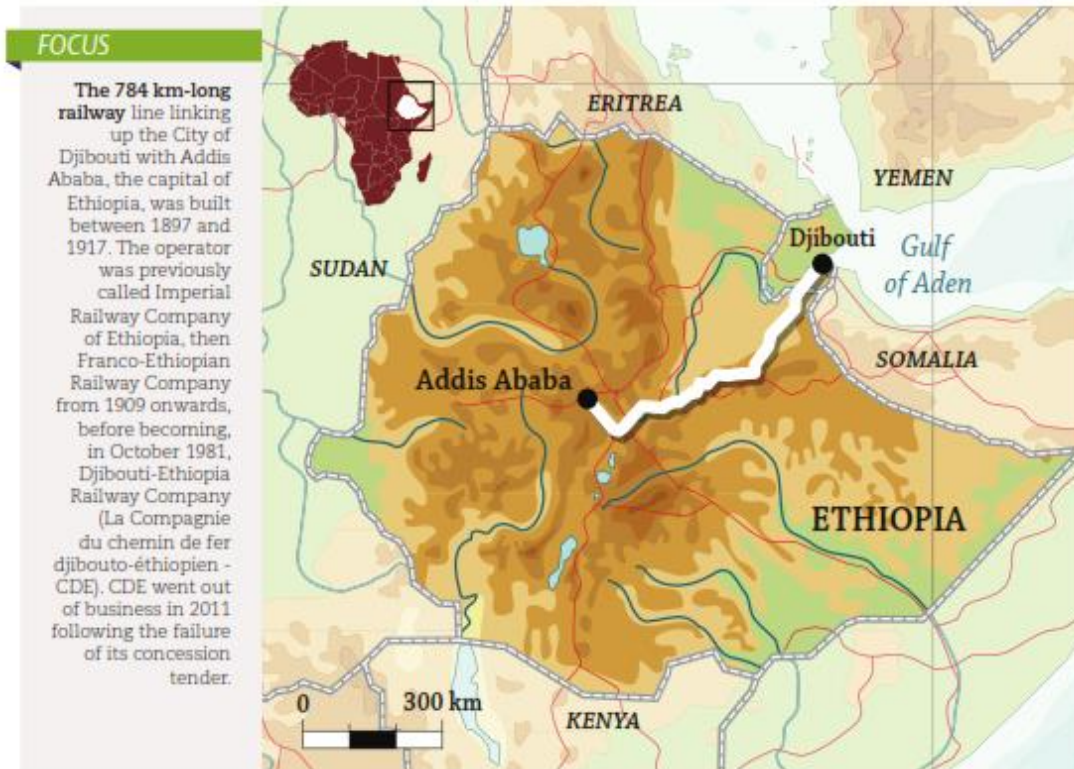 FOCUS
The 784 km-long
railway line linking
up the City of
Djibouti with Addis
Ababa, the capital of
Ethiopia, was built
between 1897 and
1917. The operator
was previously
called Imperial
Railway Company
of Ethiopia, then
Franco-Ethiopian
Railway Company
from 1909 onwards,
before becoming,
in October 1981,
Djibouti-Ethiopia
Railway Company
(La Compagnie
du chemin de fer
djibouto-éthiopien -
CDE). CDE went out
of business in 2011
following the failure
of its concession
tender.
ERITREA
YEMEN
Djibouti
Gulf
of Aden
SUDAN
SOMALIA
Addis Ababa
ETHIOPIA
0 300 km
KENYA